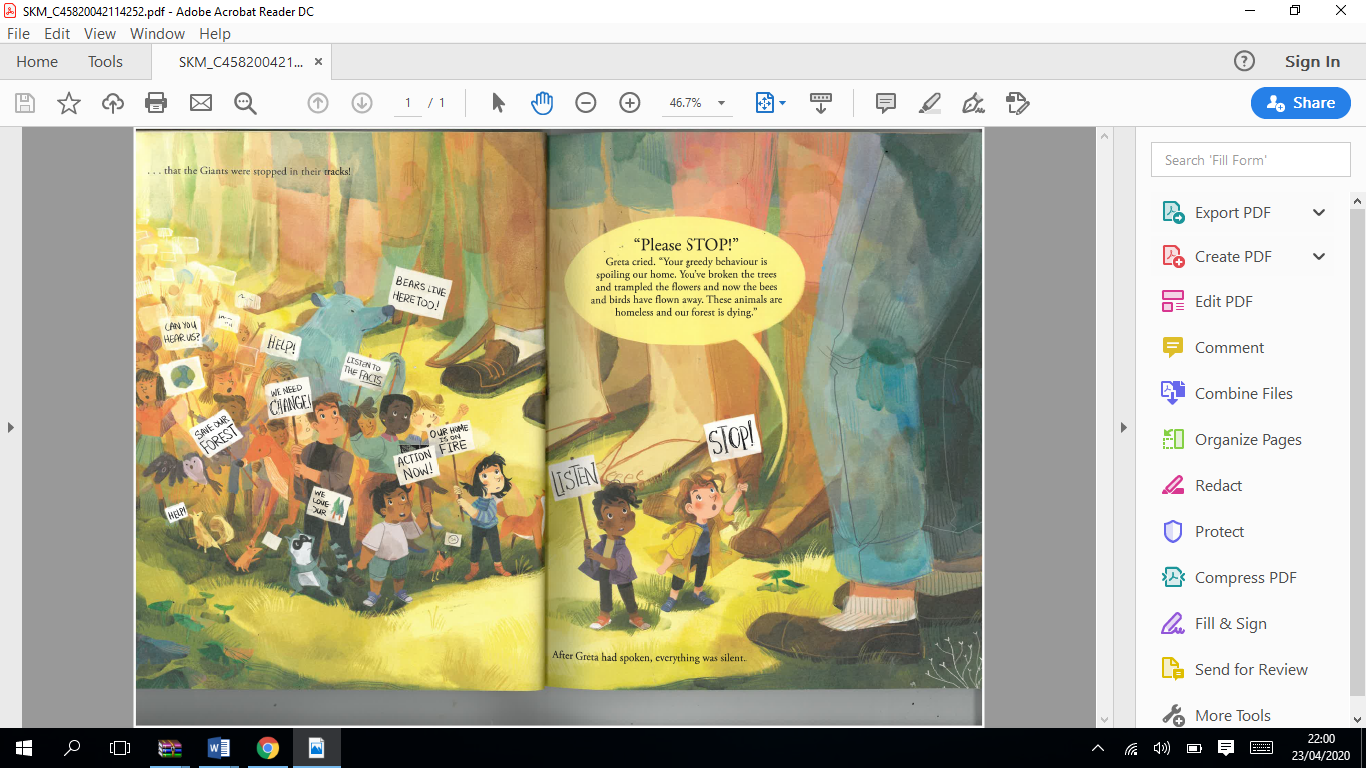 SKM_C45820042114252.pdf - Adobe Acrobat Reader DC
File Edit View Window Help
Home Tools SKM_C458200421... × Sign In
1 / 1 46.7% Share
. . . that the Giants were stopped in their tracks!
BEARS LIVE
HERE TOO!
CAN YOU
HEAR US?
HELP!
LISTEN TO
THE FACTS
WE NEED
CHANGE!
SAVE OUR
FOREST
OUR HOME
IS ON
FIRE
ACTION
NOW!
WE
LOVE
OUR
HELP!
“Please STOP!”
Greta cried. “Your greedy behaviour is
spoiling our home. You’ve broken the trees
and trampled the flowers and now the bees
and birds have flown away. These animals are
homeless and our forest is dying.”
STOP!
LISTEN
After Greta had spoken, everything was silent.
Search 'Fill Form'
Export PDF
Create PDF
Edit PDF
Comment
Combine Files
Organize Pages
Redact
Protect
Compress PDF
Fill & Sign
Send for Review
More Tools
22:00
23/04/2020